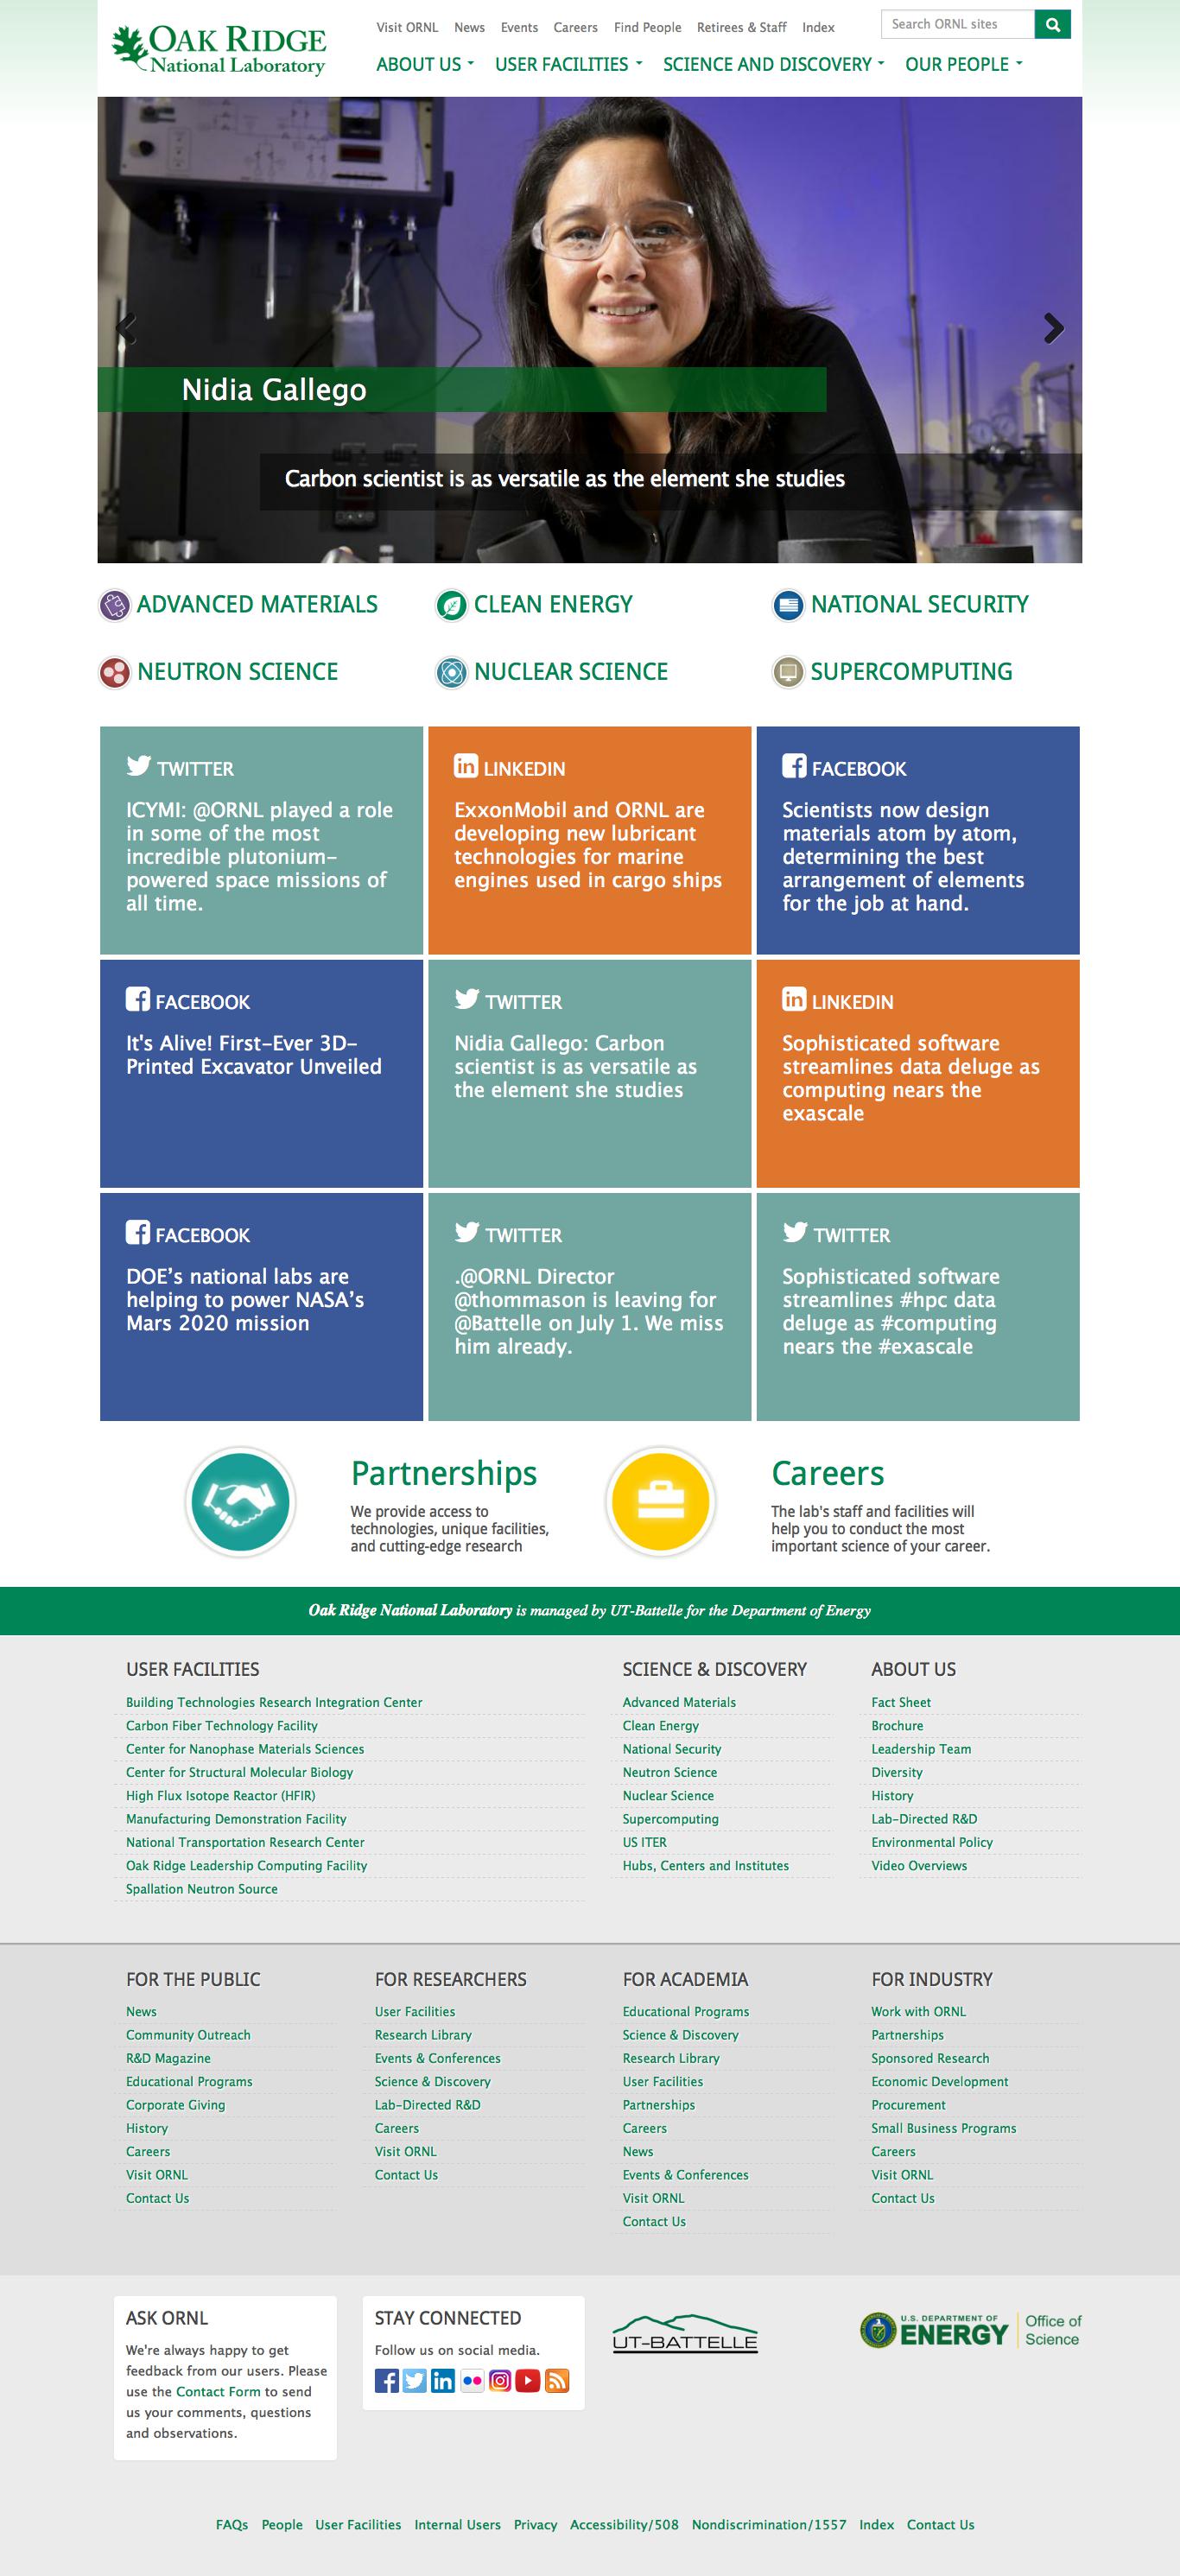 OAK RIDGE
National Laboratory
Visit ORNL News Events Careers Find People Retirees & Staff Index
Search ORNL sites
ABOUT US USER FACILITIES SCIENCE AND DISCOVERY OUR PEOPLE
Nidia Gallego
Carbon scientist is as versatile as the element she studies
ADVANCED MATERIALS
CLEAN ENERGY
NATIONAL SECURITY
NEUTRON SCIENCE
NUCLEAR SCIENCE
SUPERCOMPUTING
TWITTER
ICYMI: @ORNL played a role
in some of the most
incredible plutonium-
powered space missions of
all time.
LINKEDIN
ExxonMobil and ORNL are
developing new lubricant
technologies for marine
engines used in cargo ships
FACEBOOK
Scientists now design
materials atom by atom,
determining the best
arrangement of elements
for the job at hand.
FACEBOOK
It's Alive! First-Ever 3D-
Printed Excavator Unveiled
TWITTER
Nidia Gallego: Carbon
scientist is as versatile as
the element she studies
LINKEDIN
Sophisticated software
streamlines data deluge as
computing nears the
exascale
FACEBOOK
DOE’s national labs are
helping to power NASA’s
Mars 2020 mission
TWITTER
.@ORNL Director
@thommason is leaving for
@Battelle on July 1. We miss
him already.
TWITTER
Sophisticated software
streamlines #hpc data
deluge as #computing
nears the #exascale
Partnerships
We provide access to
technologies, unique facilities,
and cutting-edge research
Careers
The lab's staff and facilities will
help you to conduct the most
important science of your career.
Oak Ridge National Laboratory is managed by UT-Battelle for the Department of Energy
USER FACILITIES
Building Technologies Research Integration Center
Carbon Fiber Technology Facility
Center for Nanophase Materials Sciences
Center for Structural Molecular Biology
High Flux Isotope Reactor (HFIR)
Manufacturing Demonstration Facility
National Transportation Research Center
Oak Ridge Leadership Computing Facility
Spallation Neutron Source
SCIENCE & DISCOVERY
Advanced Materials
Clean Energy
National Security
Neutron Science
Nuclear Science
Supercomputing
US ITER
Hubs, Centers and Institutes
ABOUT US
Fact Sheet
Brochure
Leadership Team
Diversity
History
Lab-Directed R&D
Environmental Policy
Video Overviews
FOR THE PUBLIC
News
Community Outreach
R&D Magazine
Educational Programs
Corporate Giving
History
Careers
Visit ORNL
Contact Us
FOR RESEARCHERS
User Facilities
Research Library
Events & Conferences
Science & Discovery
Lab-Directed R&D
Careers
Visit ORNL
Contact Us
FOR ACADEMIA
Educational Programs
Science & Discovery
Research Library
User Facilities
Partnerships
Careers
News
Events & Conferences
Visit ORNL
Contact Us
FOR INDUSTRY
Work with ORNL
Partnerships
Sponsored Research
Economic Development
Procurement
Small Business Programs
Careers
Visit ORNL
Contact Us
ASK ORNL
We're always happy to get
feedback from our users. Please
use the Contact Form to send
us your comments, questions
and observations.
STAY CONNECTED
Follow us on social media.
UT-BATTELLE
U.S. DEPARTMENT OF
ENERGY
Office of
Science
FAQs People User Facilities Internal Users Privacy Accessibility/508 Nondiscrimination/1557 Index Contact Us